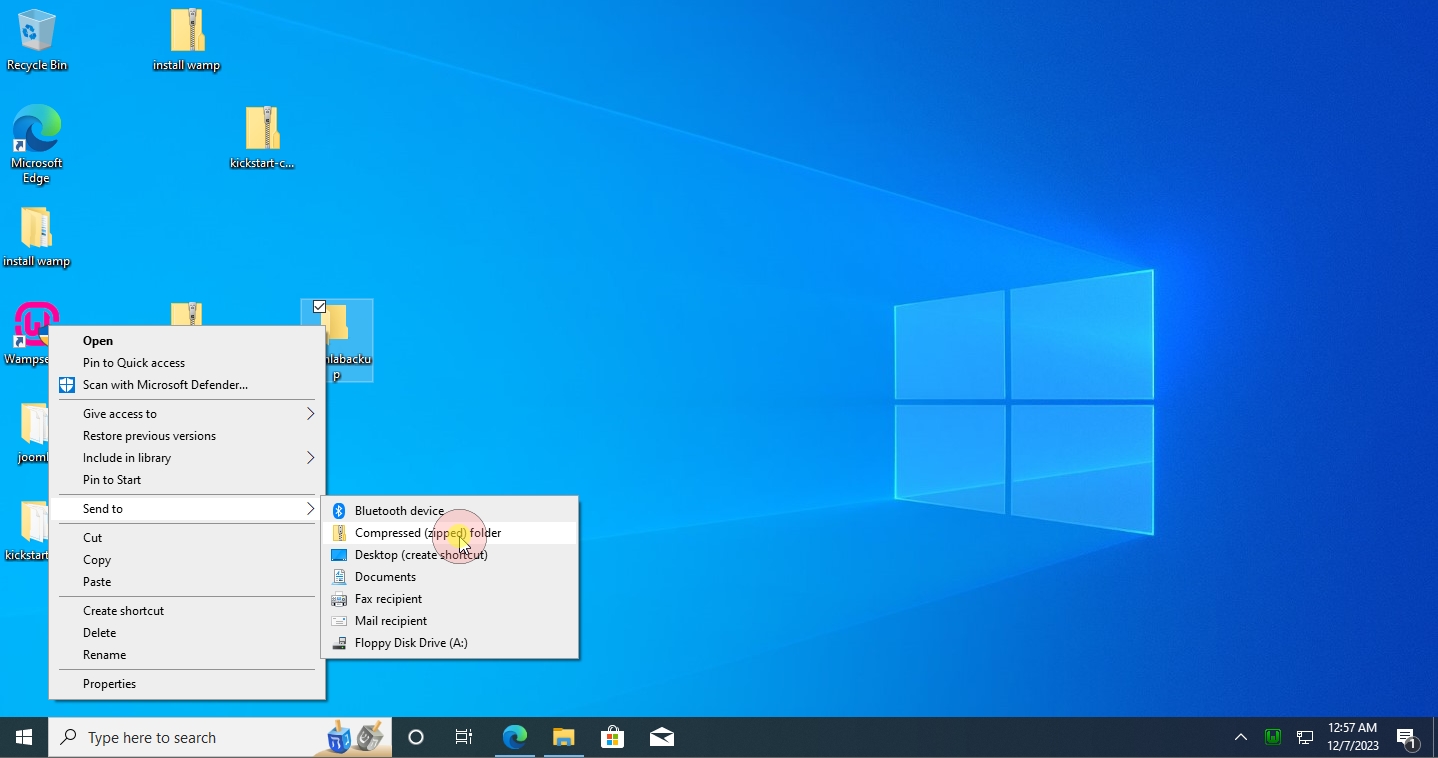 Recycle Bin
install wamp
Microsoft
Edge
kickstart-c...
install wamp
Wampse
labacku
p
jooml
kickstart
Open
Pin to Quick access
Scan with Microsoft Defender...
Give access to
Restore previous versions
Include in library
Pin to Start
Send to
Cut
Copy
Paste
Create shortcut
Delete
Rename
Properties
Bluetooth device
Compressed (zipped) folder
Desktop (create shortcut)
Documents
Fax recipient
Mail recipient
Floppy Disk Drive (A:)
Type here to search
12:57 AM
12/7/2023
1